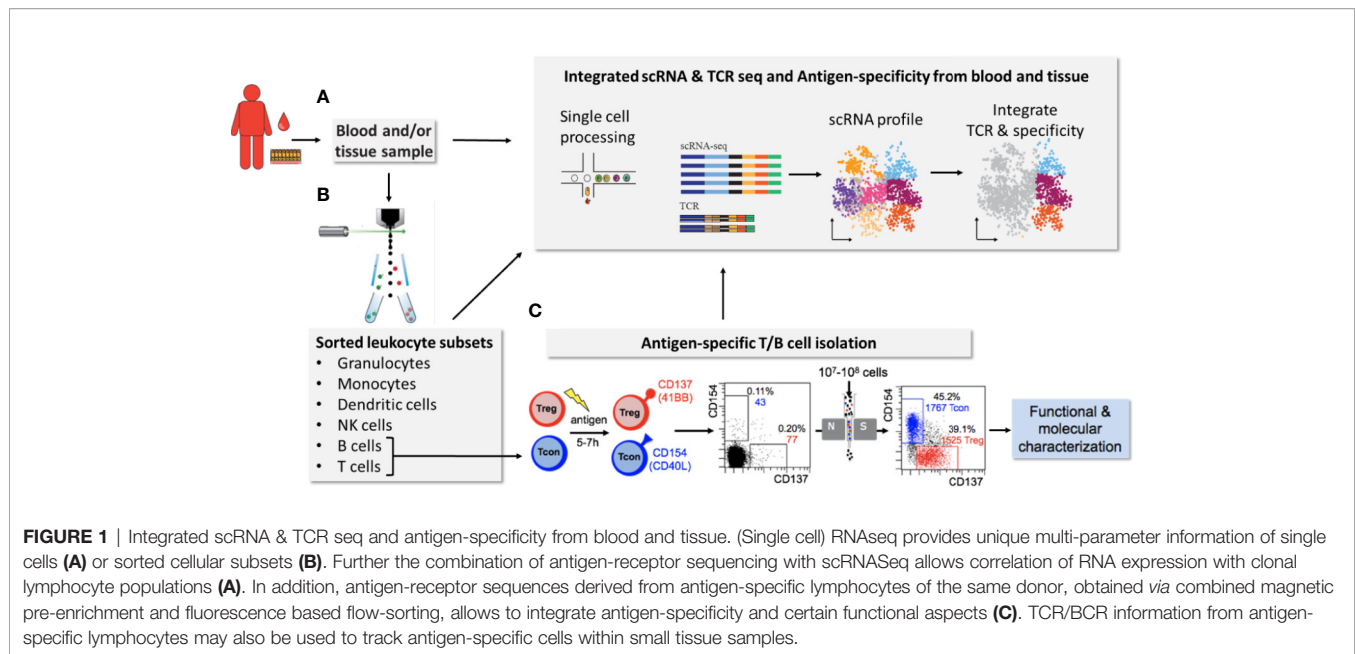 A
Blood and/or
tissue sample
Integrated scRNA & TCR seq and Antigen-specificity from blood and tissue
Single cell
processing
scRNA-seq
TCR
scRNA profile
Integrate
TCR & specificity
B
Sorted leukocyte subsets
• Granulocytes
• Monocytes
• Dendritic cells
• NK cells
• B cells
• T cells
C
Antigen-specific T/B cell isolation
Treg
Tcon
antigen
5-7h
CD137
(41BB)
Treg
Tcon
CD154
(CD40L)
CD154
0.11%
43
0.20%
77
CD137
10⁷-10⁸ cells
N
S
CD154
45.2%
1767 Tcon
39.1%
1525 Treg
CD137
Functional &
molecular
characterization
FIGURE 1 | Integrated scRNA & TCR seq and antigen-specificity from blood and tissue. (Single cell) RNAseq provides unique multi-parameter information of single
cells (A) or sorted cellular subsets (B). Further the combination of antigen-receptor sequencing with scRNASeq allows correlation of RNA expression with clonal
lymphocyte populations (A). In addition, antigen-receptor sequences derived from antigen-specific lymphocytes of the same donor, obtained via combined magnetic
pre-enrichment and fluorescence based flow-sorting, allows to integrate antigen-specificity and certain functional aspects (C). TCR/BCR information from antigen-
specific lymphocytes may also be used to track antigen-specific cells within small tissue samples.